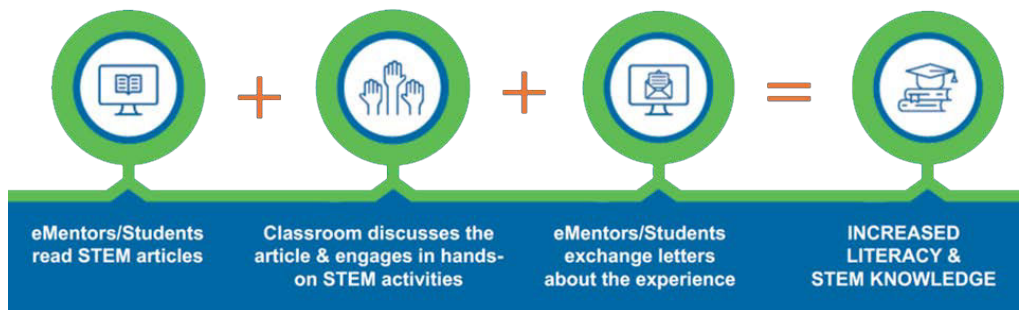 eMentors/Students
read STEM articles
Classroom discusses the
article & engages in hands-
on STEM activities
eMentors/Students
exchange letters
about the experience
INCREASED
LITERACY &
STEM KNOWLEDGE